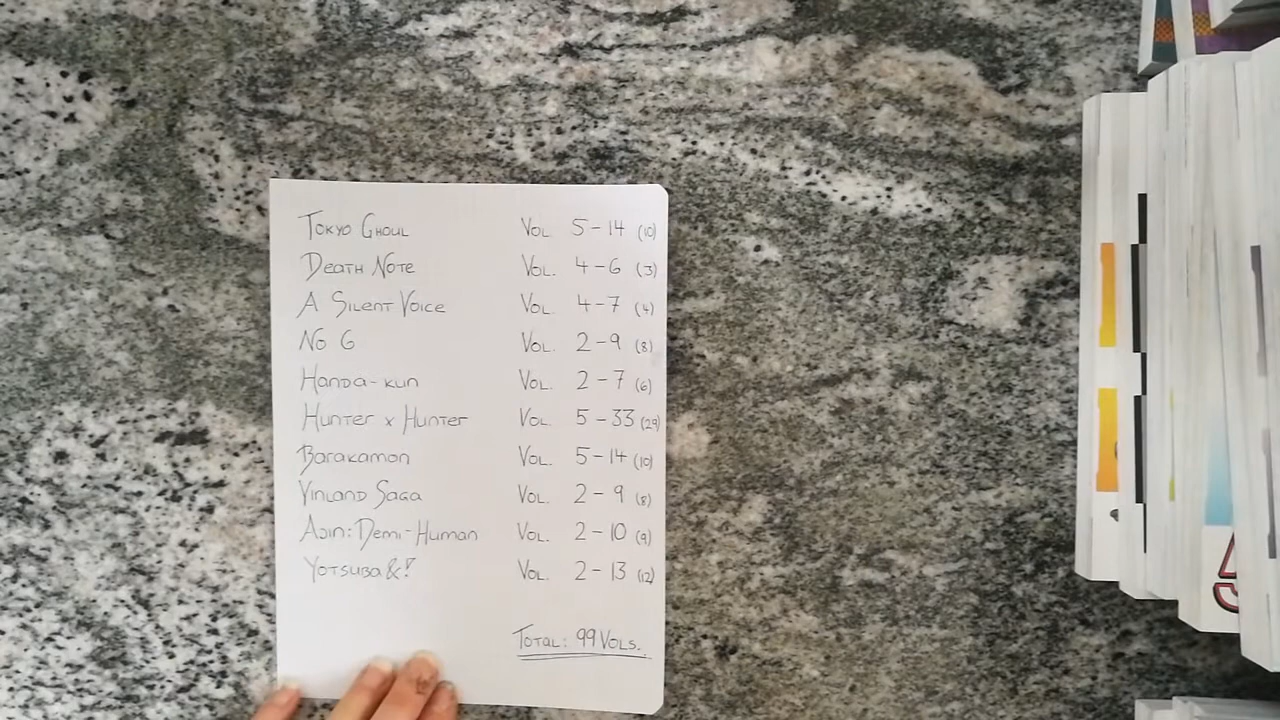 Tokyo Ghoul Vol 5-14 (10)
Death Note Vol. 4-6 (3)
A Silent Voice Vol 4-7 (4)
No 6 Vol. 2-9 (8)
Handa-kun Vol. 2-7 (6)
Hunter x Hunter Vol 5-33 (29)
Barakamon Vol. 5-14 (10)
Vinland Saga Vol. 2-9 (8)
Ajin: Demi-Human Vol. 2-10 (9)
Yotsuba&! Vol. 2-13 (12)
Total: 99 Vols.